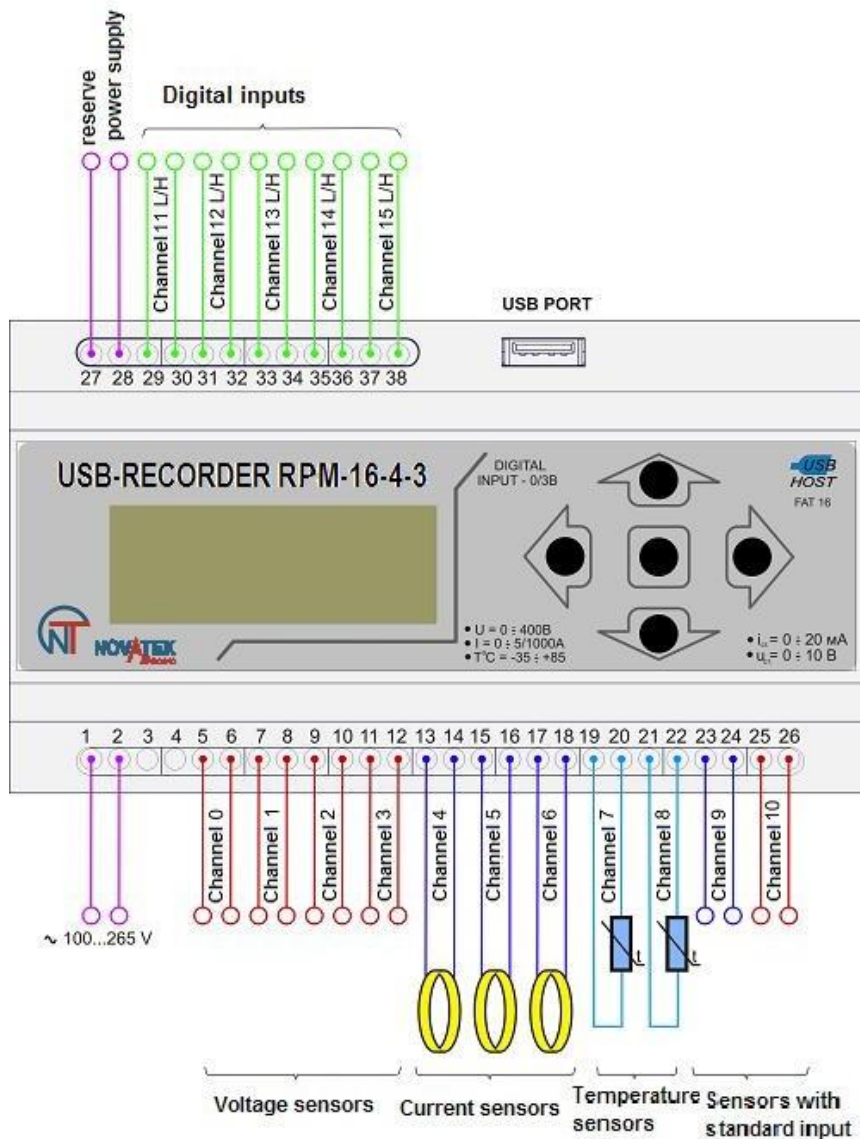 reserve
power supply
Digital inputs
Channel 11 L/H
Channel 12 L/H
Channel 13 L/H
Channel 14 L/H
Channel 15 L/H
USB PORT
27 28 29 30 31 32 33 34 35 36 37 38
USB-RECORDER RPM-16-4-3
DIGITAL
INPUT - 0/3B
USB
HOST
FAT 16
NT NOVATEK
• U = 0 ÷ 400B
• I = 0 ÷ 5/1000A
• T°C = -35 ÷ +85
= 0 ÷ 20 мА
= 0 ÷ 10 В
1 2 3 4 5 6 7 8 9 10 11 12 13 14 15 16 17 18 19 20 21 22 23 24 25 26
Channel 0
Channel 1
Channel 2
Channel 3
Channel 4
Channel 5
Channel 6
Channel 7
Channel 8
Channel 9
Channel 10
~ 100...265 V
t
t
Voltage sensors
Current sensors
Temperature
sensors
Sensors with
standard input